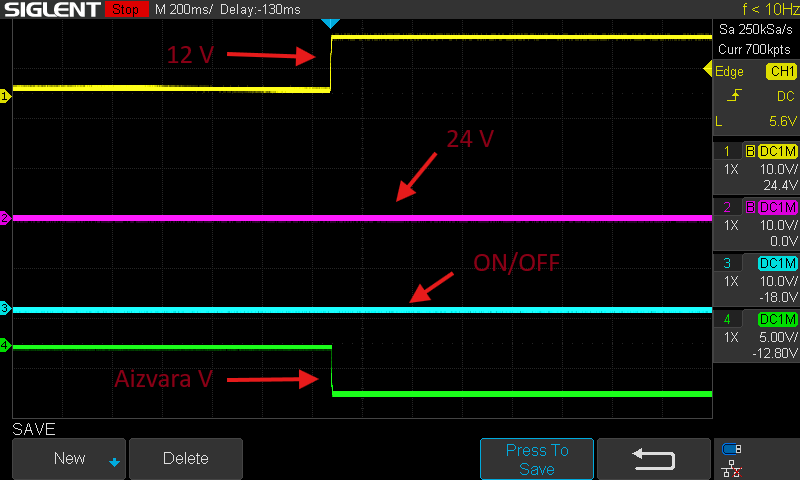 SIGLENT Stop M 200ms/ Delay:-130ms f < 10Hz
Sa 250kSa/s
Curr 700kpts
Edge CH1
DC
L 5.6V
1 B DC1M
1X 10.0V/
24.4V
2 B DC1M
1X 10.0V/
0.0V
3 DC1M
1X 10.0V/
-18.0V
4 DC1M
1X 5.00V/
-12.80V
12 V
1
24 V
2
ON/OFF
3
4
Aizvara V
SAVE
New
Delete
Press To
Save